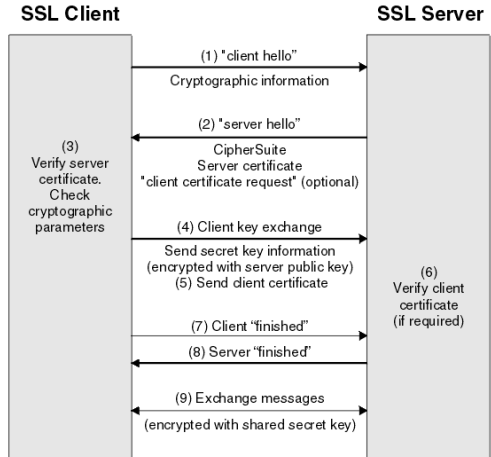 SSL Client
SSL Server
(1) "client hello"
Cryptographic information
(2) "server hello"
CipherSuite
Server certificate
"client certificate request" (optional)
(3)
Verify server
certificate.
Check
cryptographic
parameters
(4) Client key exchange
Send secret key information
(encrypted with server public key)
(5) Send client certificate
(6)
Verify client
certificate
(if required)
(7) Client “finished”
(8) Server “finished”
(9) Exchange messages
(encrypted with shared secret key)